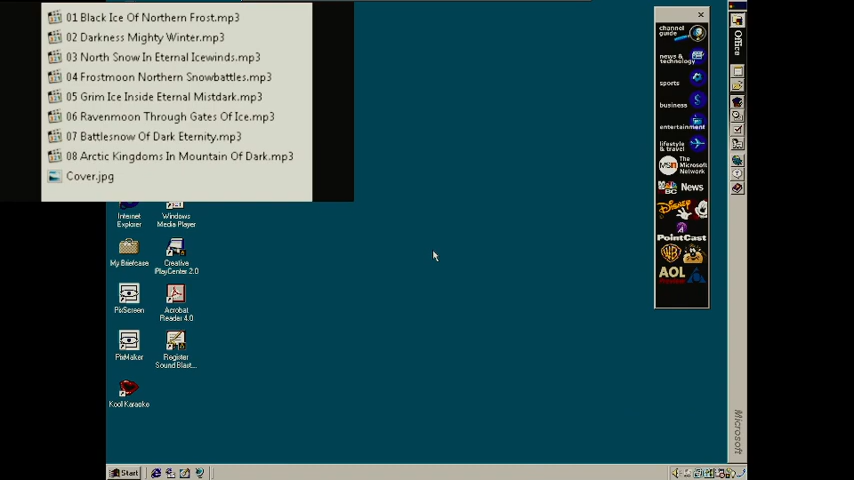 01 Black Ice Of Northern Frost.mp3
02 Darkness Mighty Winter.mp3
03 North Snow In Eternal Icewinds.mp3
04 Frostmoon Northern Snowbattles.mp3
05 Grim Ice Inside Eternal Mistdark.mp3
06 Ravenmoon Through Gates Of Ice.mp3
07 Battlesnow Of Dark Eternity.mp3
08 Arctic Kingdoms In Mountain Of Dark.mp3
Cover.jpg
Internet
Explorer
Windows
Media Player
My Briefcase
Creative
PlayCenter 2.0
PixScreen
Acrobat
Reader 4.0
PixMaker
Register
Sound Blast...
Kool Karaoke
channel
guide
news &
technology
sports
business
entertainment
lifestyle
& travel
msn
The
Microsoft
Network
News
Disney
PointCast
WB
AOL
Office
Microsoft
Start